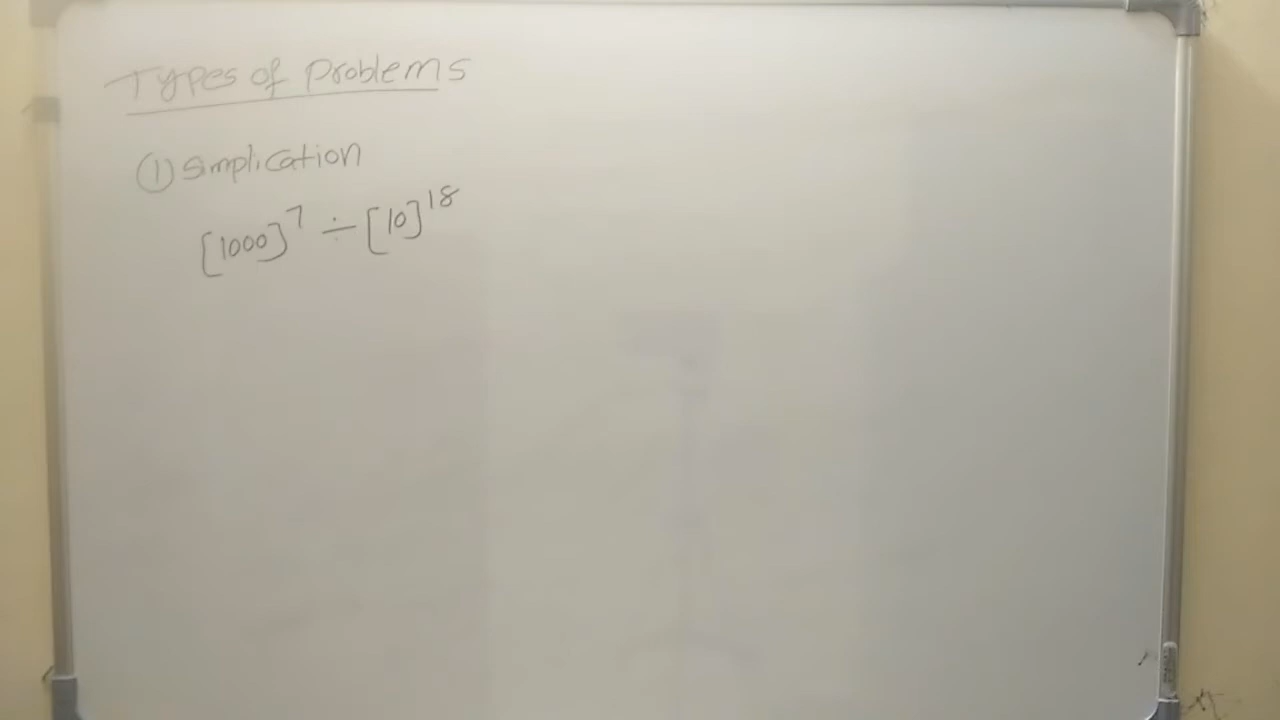 Types of Problems
① Simplication
[1000]^7 ÷ [10]^18